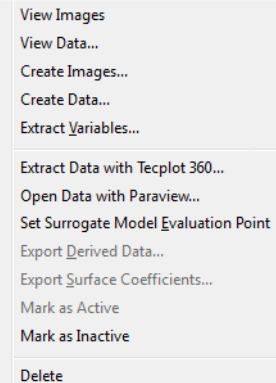 View Images
View Data...
Create Images...
Create Data...
Extract Variables...
Extract Data with Tecplot 360...
Open Data with Paraview...
Set Surrogate Model Evaluation Point
Export Derived Data...
Export Surface Coefficients...
Mark as Active
Mark as Inactive
Delete